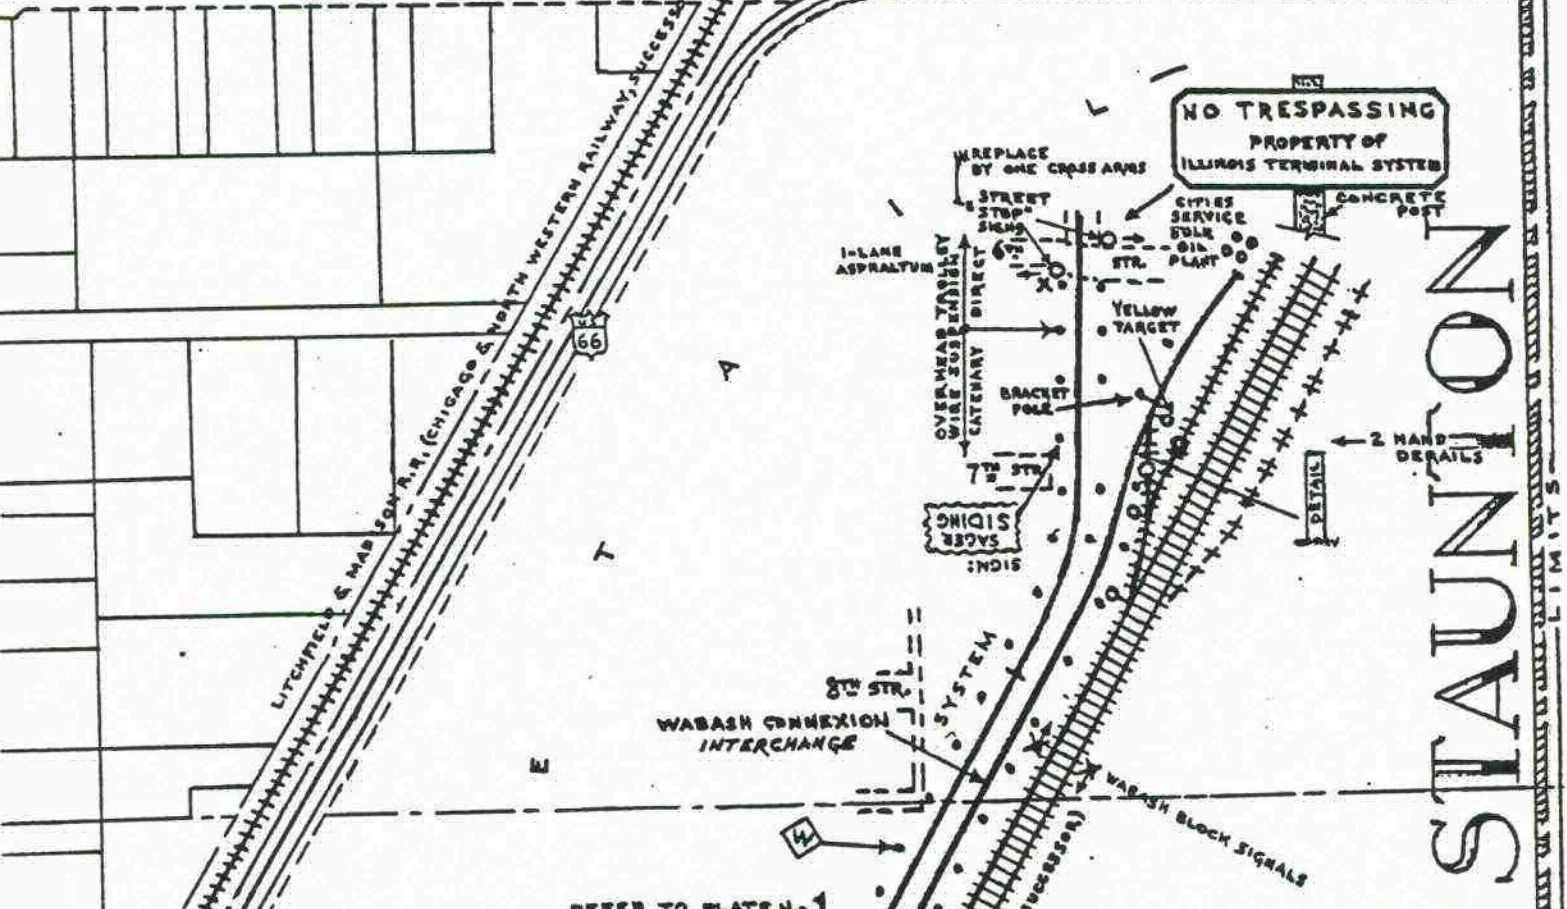 LITCHFIELD & MADISON R.R. (CHICAGO & NORTH WESTERN RAILWAY, SUCCESSO
U S
66
NO TRESPASSING
PROPERTY OF
ILLINOIS TERMINAL SYSTEM
CONCRETE
POST
REPLACE
BY ONE CROSS ARMS
STREET
STOP"
SIGNS
6TH
STR.
CITIES
SERVICE
BULK
OIL
PLANT
1-LANE
ASPHALTUM
OVERHEAD TROLLEY
WIRE SUSPENSION
CATENARY DIRECT
YELLOW
TARGET
BRACKET
POLE
2 HAND
DERAILS
DETAIL
7TH STR
SIGN:
SAGER
SIDING
8TH STR.
SYSTEM
WABASH CONNEXION
INTERCHANGE
WABASH BLOCK SIGNALS
SUCCESSOR)
STAUNTON
LIMITS
L
A
T
E
REFER TO PLATE N. 1